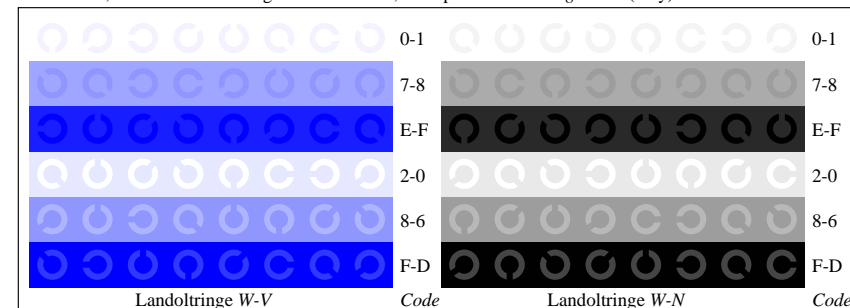 0-1 0-1
7-8 7-8
E-F E-F
2-0 2-0
8-6 8-6
F-D F-D
Landoltringe W-V Code Landoltringe W-N Code